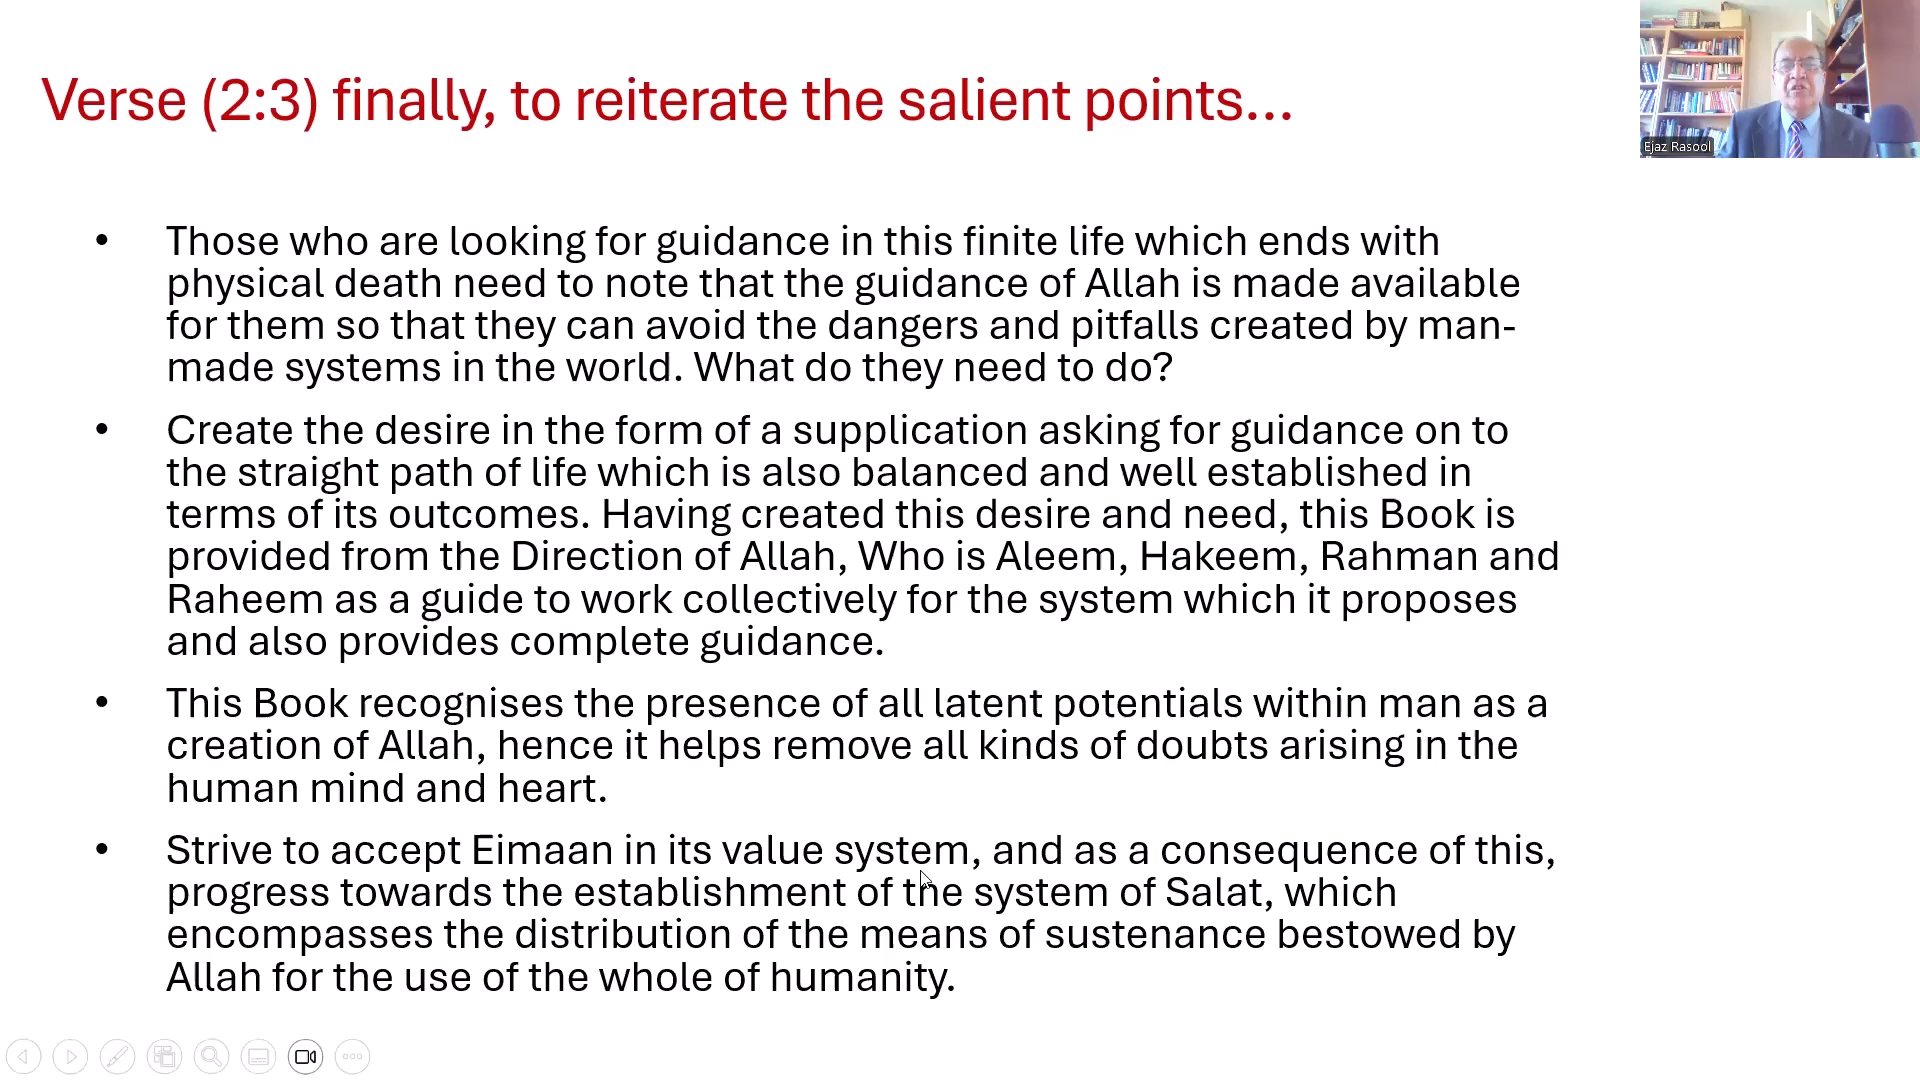 Verse (2:3) finally, to reiterate the salient points...
Ejaz Rasool
• Those who are looking for guidance in this finite life which ends with
physical death need to note that the guidance of Allah is made available
for them so that they can avoid the dangers and pitfalls created by man-
made systems in the world. What do they need to do?
• Create the desire in the form of a supplication asking for guidance on to
the straight path of life which is also balanced and well established in
terms of its outcomes. Having created this desire and need, this Book is
provided from the Direction of Allah, Who is Aleem, Hakeem, Rahman and
Raheem as a guide to work collectively for the system which it proposes
and also provides complete guidance.
• This Book recognises the presence of all latent potentials within man as a
creation of Allah, hence it helps remove all kinds of doubts arising in the
human mind and heart.
• Strive to accept Eimaan in its value system, and as a consequence of this,
progress towards the establishment of the system of Salat, which
encompasses the distribution of the means of sustenance bestowed by
Allah for the use of the whole of humanity.